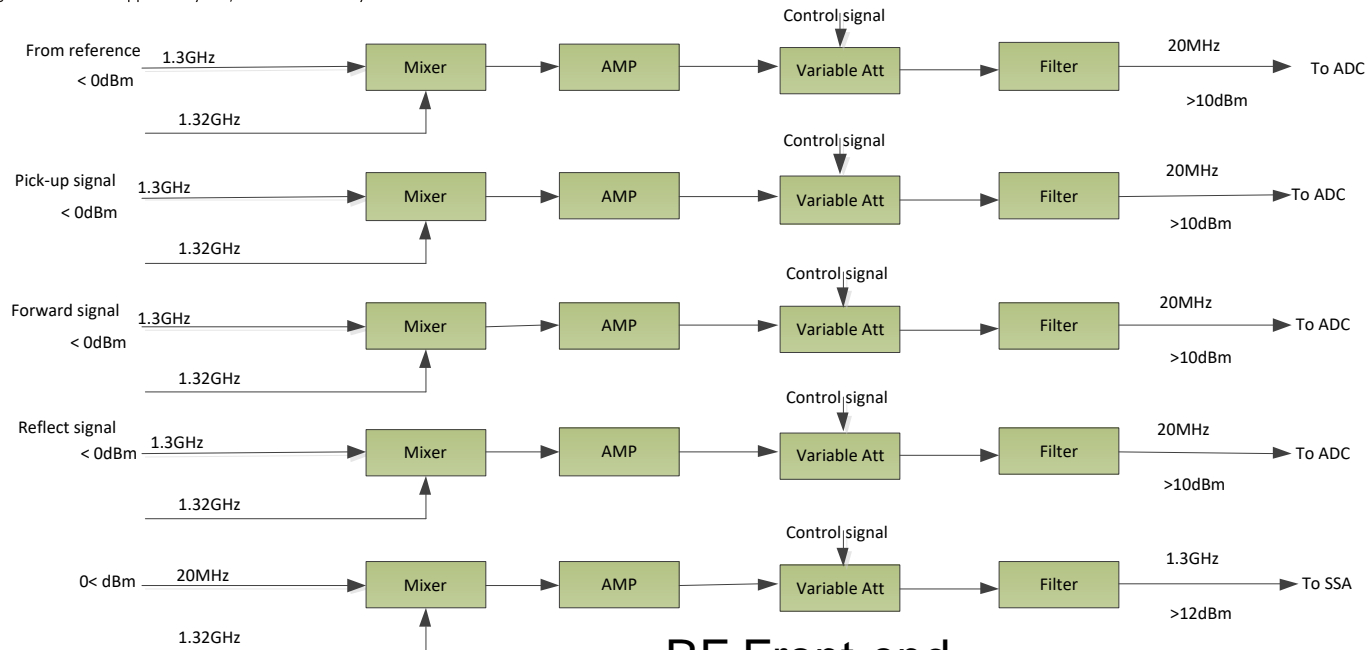 Control signal
From reference
1.3GHz
20MHz
< 0dBm
Mixer
AMP
Variable Att
Filter
To ADC
>10dBm
1.32GHz
Control signal
Pick-up signal
1.3GHz
20MHz
< 0dBm
Mixer
AMP
Variable Att
Filter
To ADC
>10dBm
1.32GHz
Control signal
Forward signal
1.3GHz
20MHz
< 0dBm
Mixer
AMP
Variable Att
Filter
To ADC
>10dBm
1.32GHz
Control signal
Reflect signal
1.3GHz
20MHz
< 0dBm
Mixer
AMP
Variable Att
Filter
To ADC
>10dBm
1.32GHz
Control signal
0< dBm
20MHz
1.3GHz
Mixer
AMP
Variable Att
Filter
To SSA
>12dBm
1.32GHz
RF Front-end